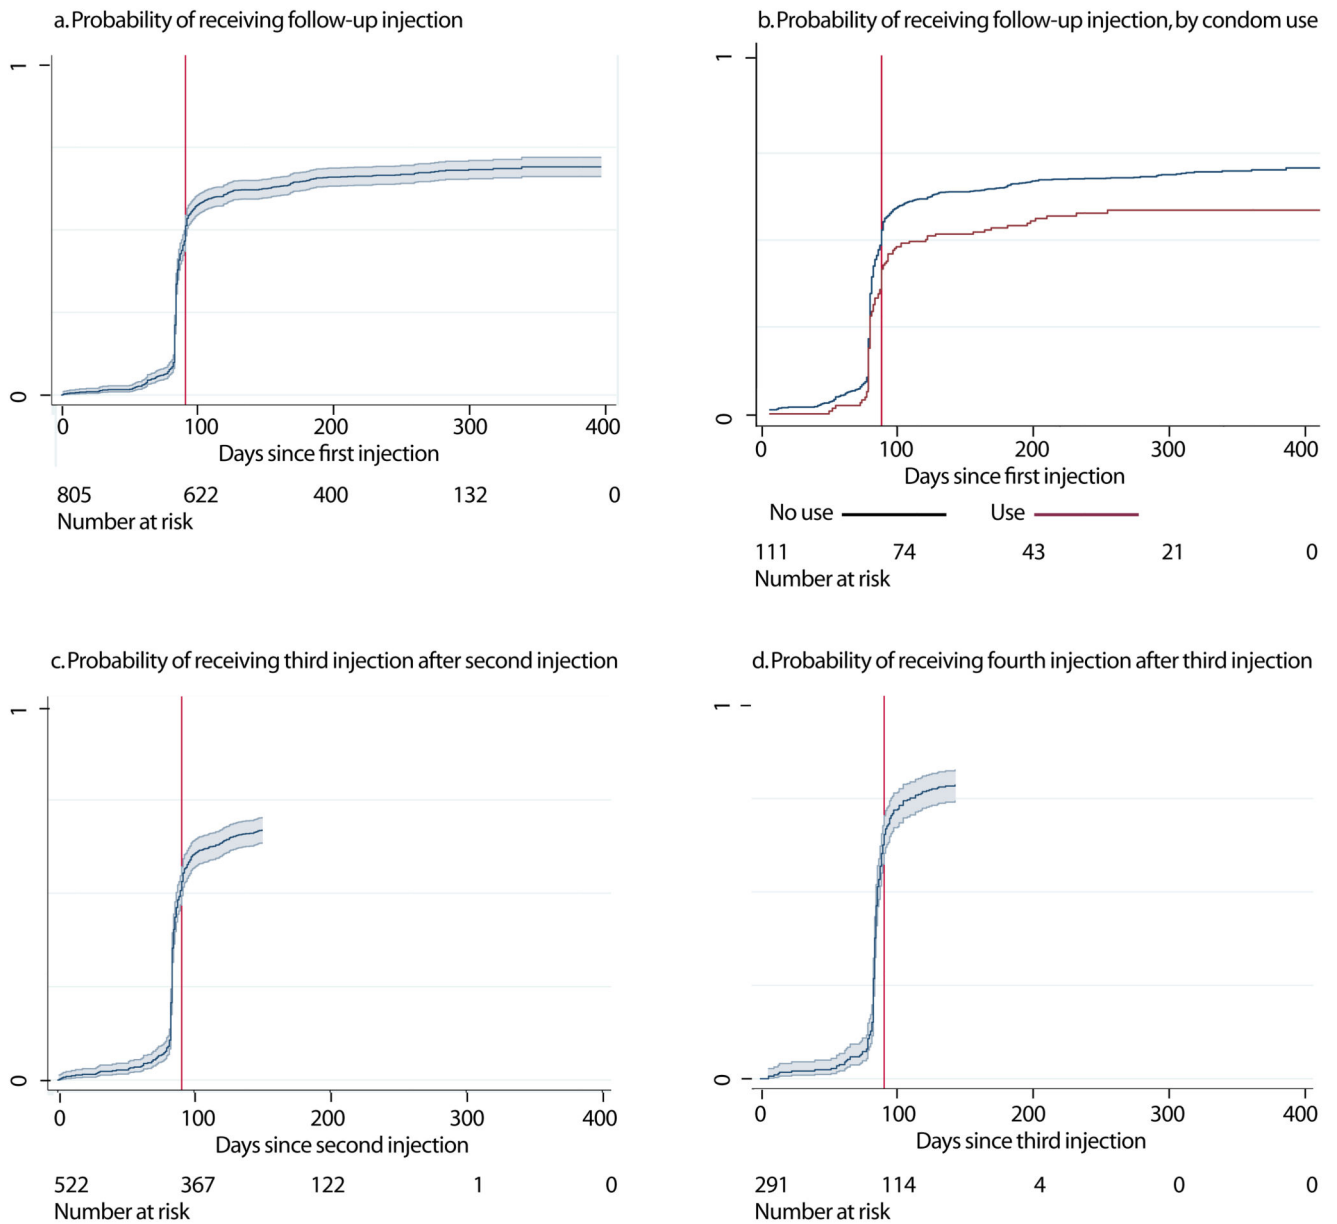 a. Probability of receiving follow-up injection
1
0
0 100 200 300 400
Days since first injection
805 622 400 132 0
Number at risk
b. Probability of receiving follow-up injection, by condom use
1
0
0 100 200 300 400
Days since first injection
No use Use
111 74 43 21 0
Number at risk
c. Probability of receiving third injection after second injection
1
0
0 100 200 300 400
Days since second injection
522 367 122 1 0
Number at risk
d. Probability of receiving fourth injection after third injection
1
0
0 100 200 300 400
Days since third injection
291 114 4 0 0
Number at risk